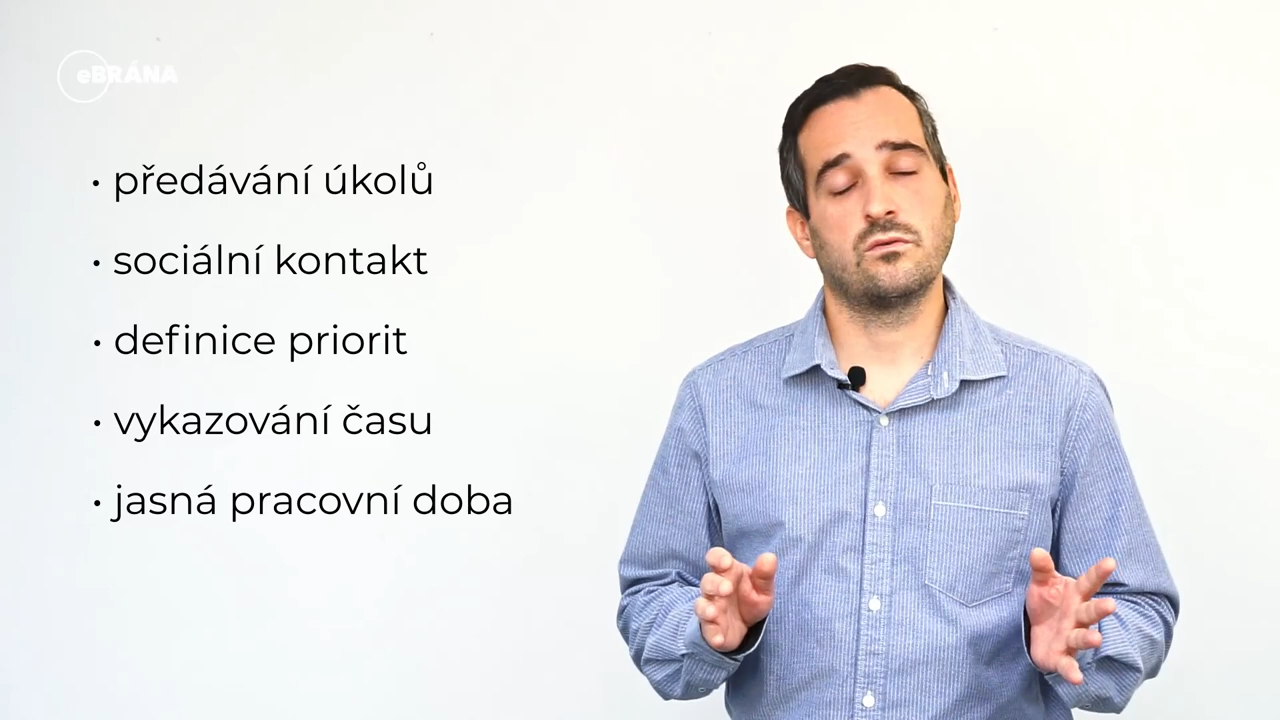 eBRÁNA
• předávání úkolů
• sociální kontakt
• definice priorit
• vykazování času
• jasná pracovní doba